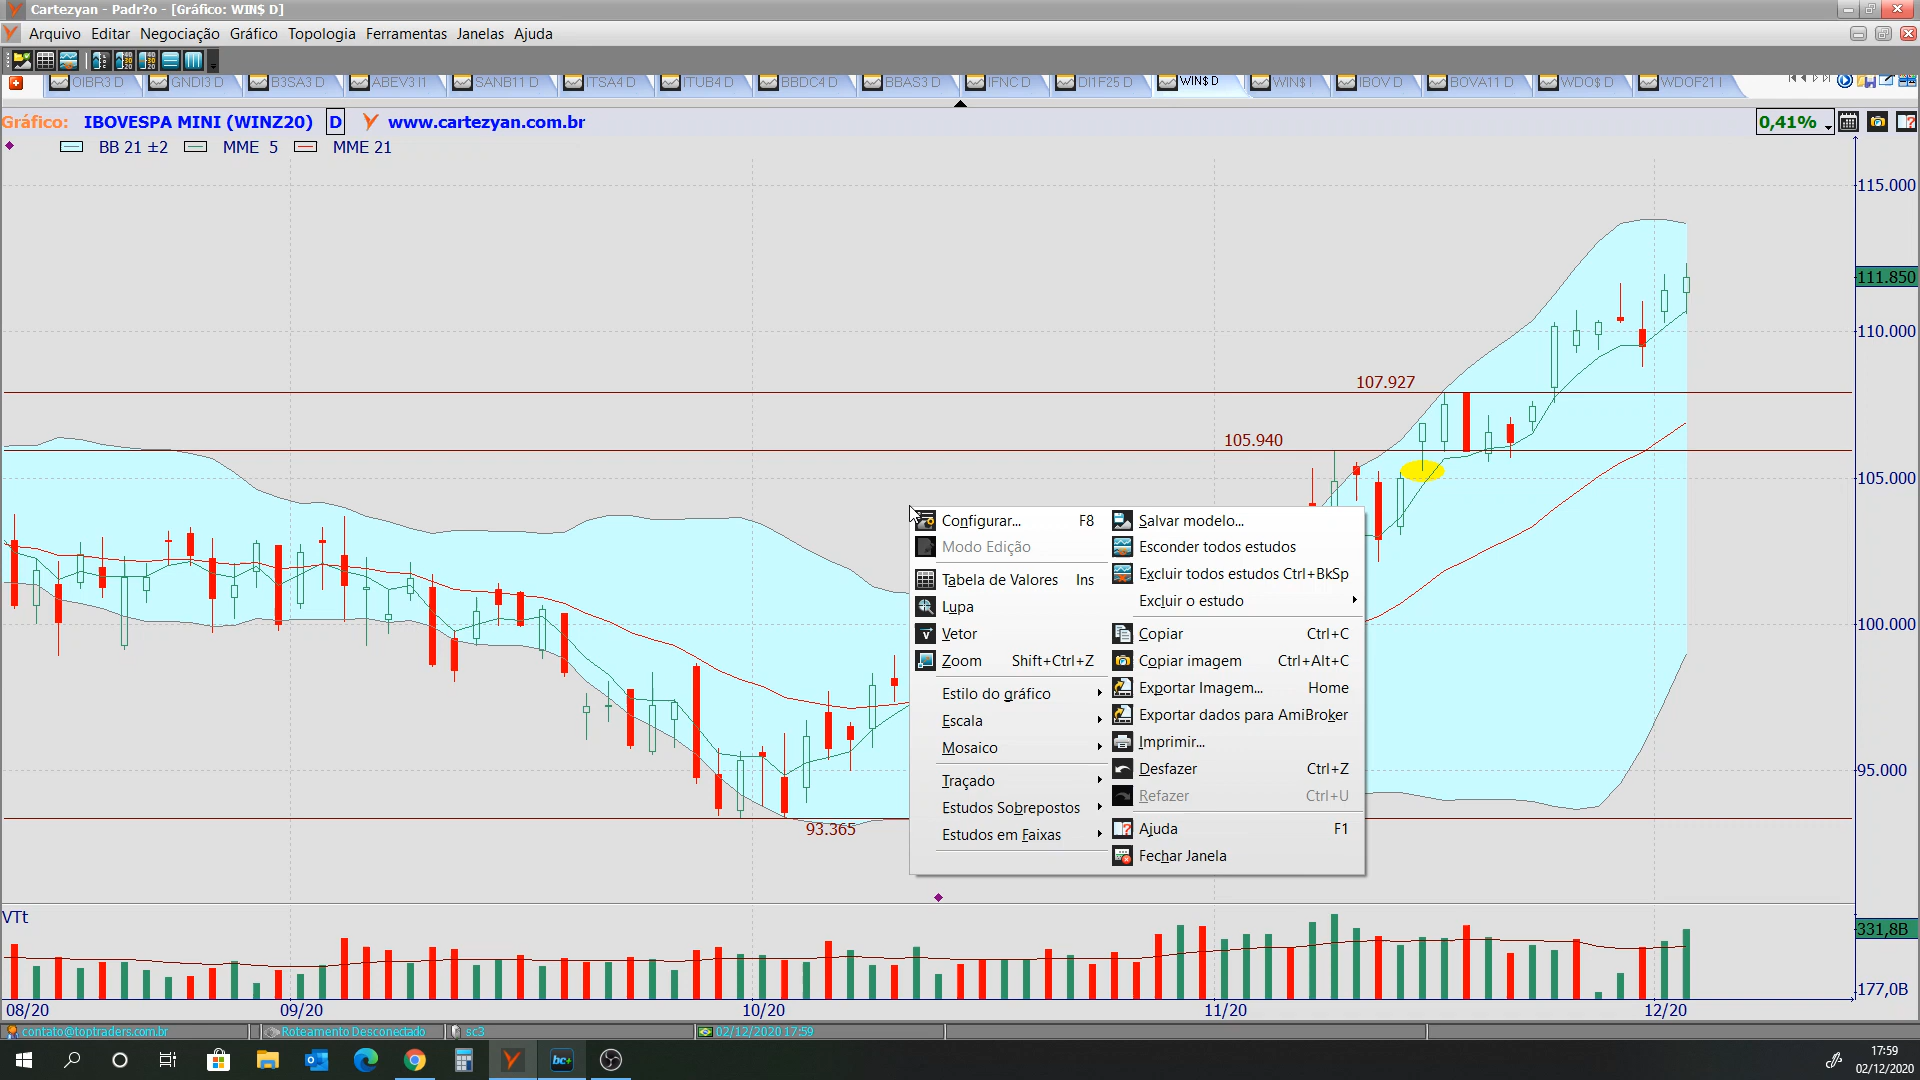 Cartezyan - Padr?o - [Gráfico: WIN$ D]
Arquivo Editar Negociação Gráfico Topologia Ferramentas Janelas Ajuda
OIBR3 D GNDI3 D B3SA3 D ABEV3 I1 SANB11 D ITSA4 D ITUB4 D BBDC4 D BBAS3 D IFNC D DI1F25 D WIN$ D WIN$ I IBOV D BOVA11 D WDO$ D WDOF21 I
Gráfico: IBOVESPA MINI (WINZ20) D www.cartezyan.com.br 0,41%
BB 21 ±2 MME 5 MME 21
115.000
111.850
110.000
107.927
105.940
105.000
100.000
95.000
93.365
Configurar... F8
Modo Edição
Tabela de Valores Ins
Lupa
Vetor
Zoom Shift+Ctrl+Z
Estilo do gráfico
Escala
Mosaico
Traçado
Estudos Sobrepostos
Estudos em Faixas
Salvar modelo...
Esconder todos estudos
Excluir todos estudos Ctrl+BkSp
Excluir o estudo
Copiar Ctrl+C
Copiar imagem Ctrl+Alt+C
Exportar Imagem... Home
Exportar dados para AmiBroker
Imprimir...
Desfazer Ctrl+Z
Refazer Ctrl+U
Ajuda F1
Fechar Janela
VTt
331,8B
177,0B
08/20 09/20 10/20 11/20 12/20
contato@toptraders.com.br Roteamento Desconectado sc3 02/12/2020 17:59
bc+
17:59
02/12/2020